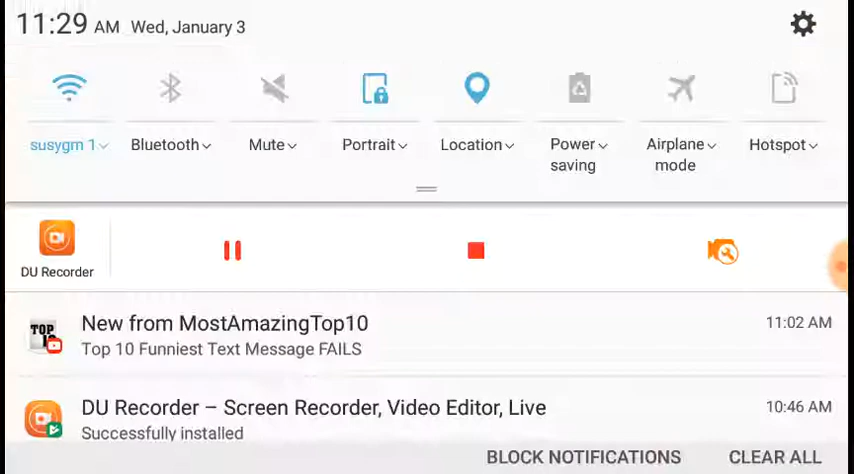 11:29 AM Wed, January 3
susygm 1 Bluetooth Mute Portrait Location Power saving Airplane mode Hotspot
DU Recorder
TOP 10
New from MostAmazingTop10 11:02 AM
Top 10 Funniest Text Message FAILS
DU Recorder – Screen Recorder, Video Editor, Live 10:46 AM
Successfully installed
BLOCK NOTIFICATIONS CLEAR ALL